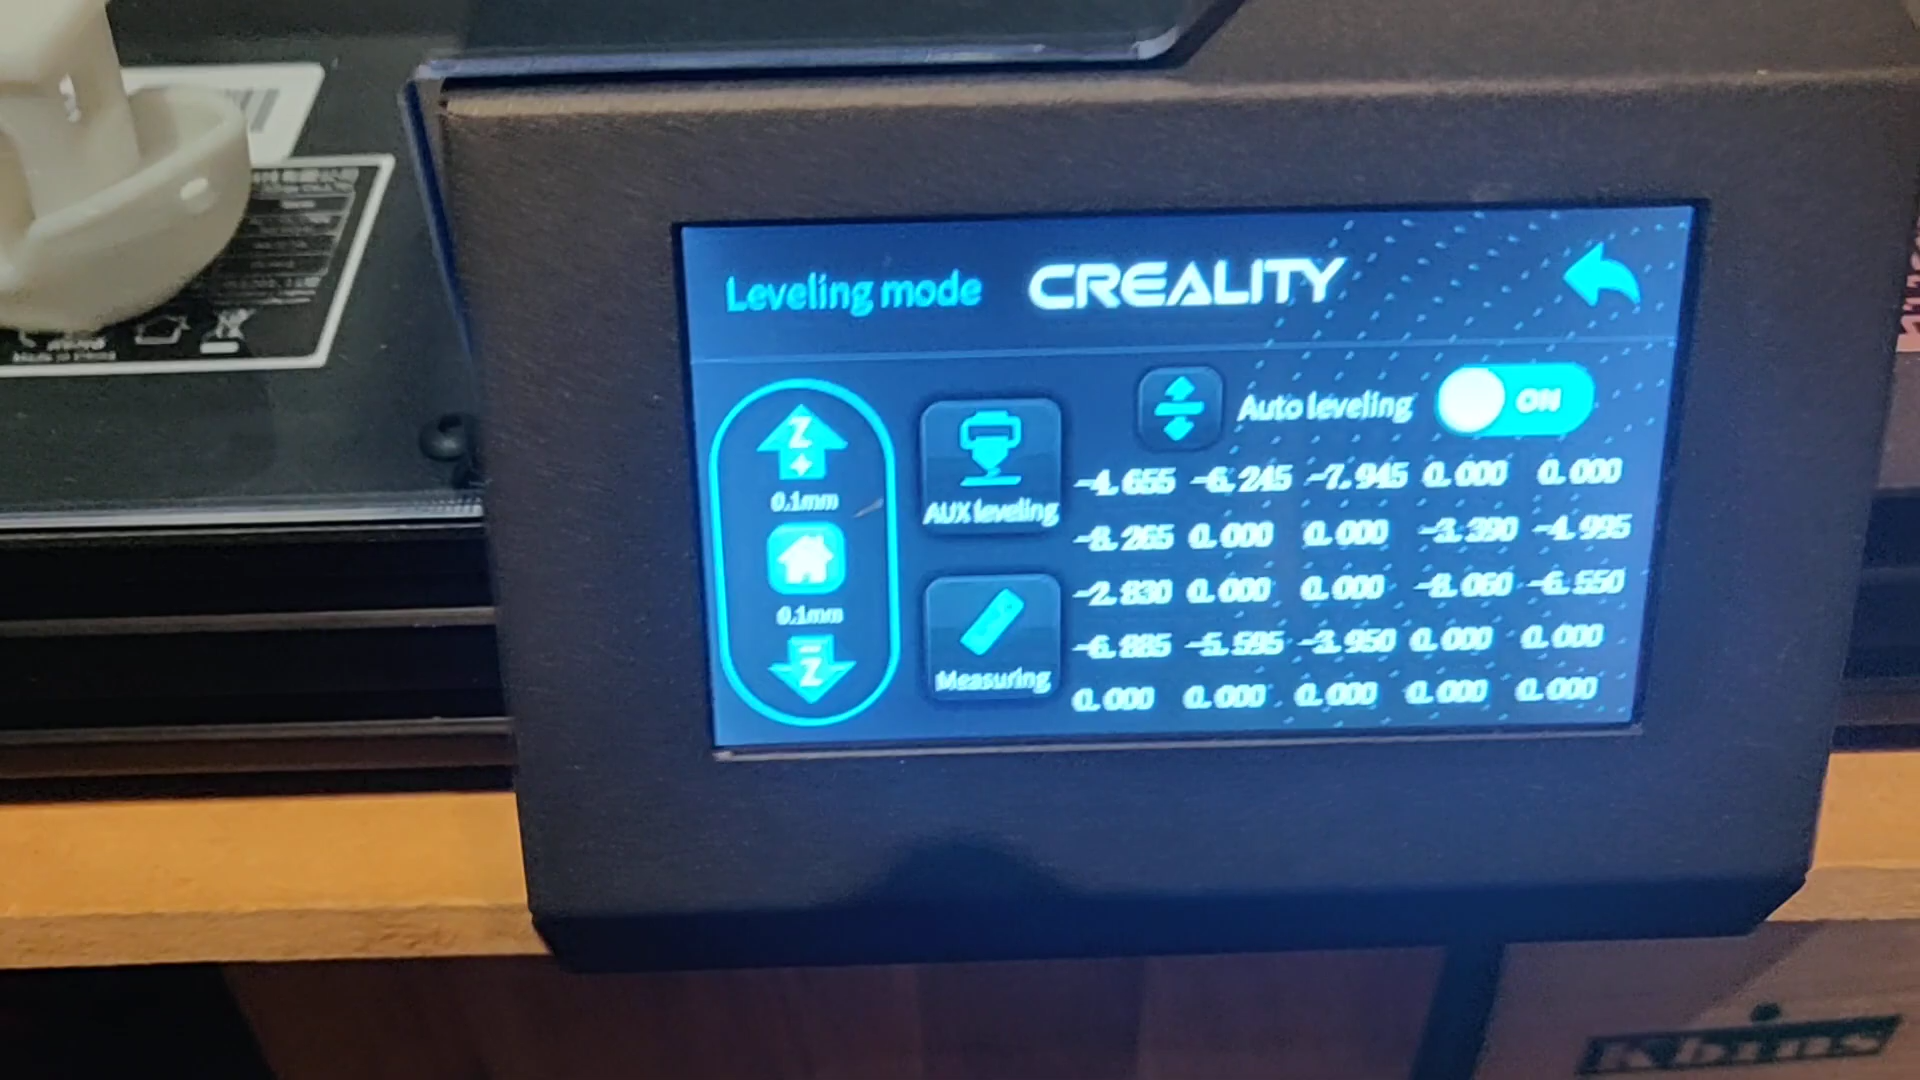 Leveling mode CREALITY
Auto leveling ON
Z
+
0.1mm
0.1mm
Z
AUX leveling
Measuring
-4.655 -6.245 -7.945 0.000 0.000
-8.265 0.000 0.000 -3.390 -4.995
-2.830 0.000 0.000 -8.060 -6.550
-6.885 -5.595 -3.950 0.000 0.000
0.000 0.000 0.000 0.000 0.000